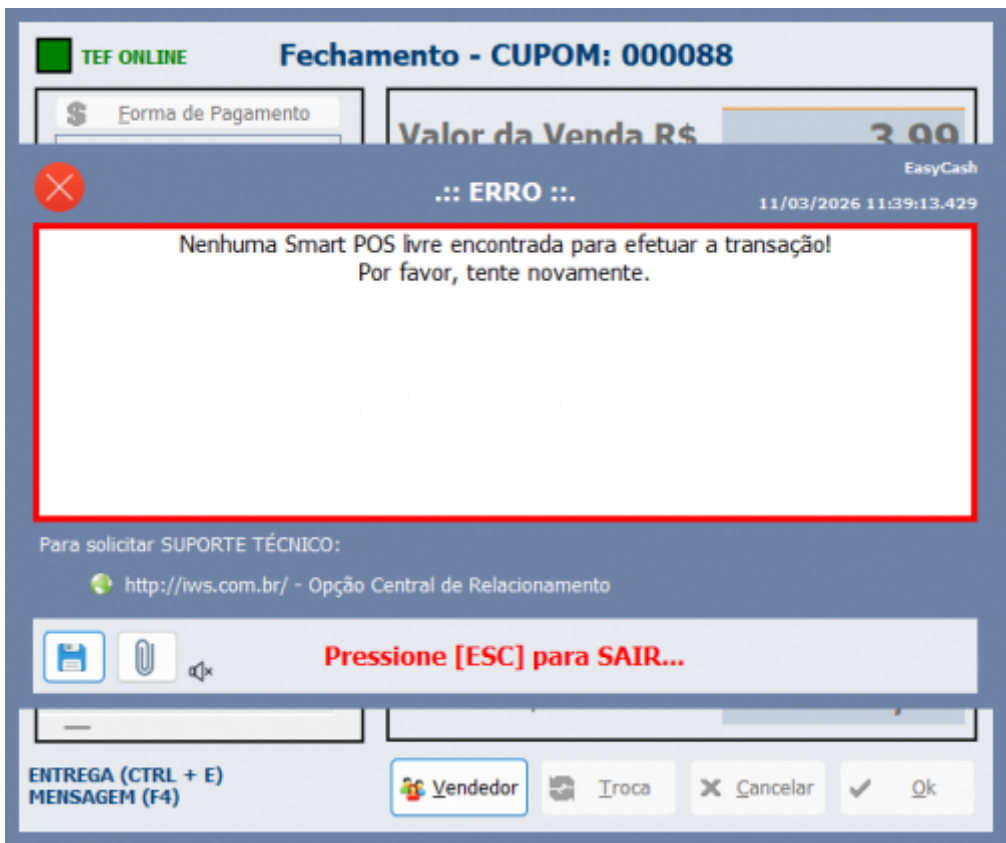 TEF ONLINE
Fechamento - CUPOM: 000088
Forma de Pagamento
Valor da Venda R$
3,99
EasyCash
.:: ERRO ::.
11/03/2026 11:39:13.429
Nenhuma Smart POS livre encontrada para efetuar a transação!
Por favor, tente novamente.
Para solicitar SUPORTE TÉCNICO:
http://iws.com.br/ - Opção Central de Relacionamento
Pressione [ESC] para SAIR...
ENTREGA (CTRL + E)
MENSAGEM (F4)
Vendedor
Troca
Cancelar
Ok